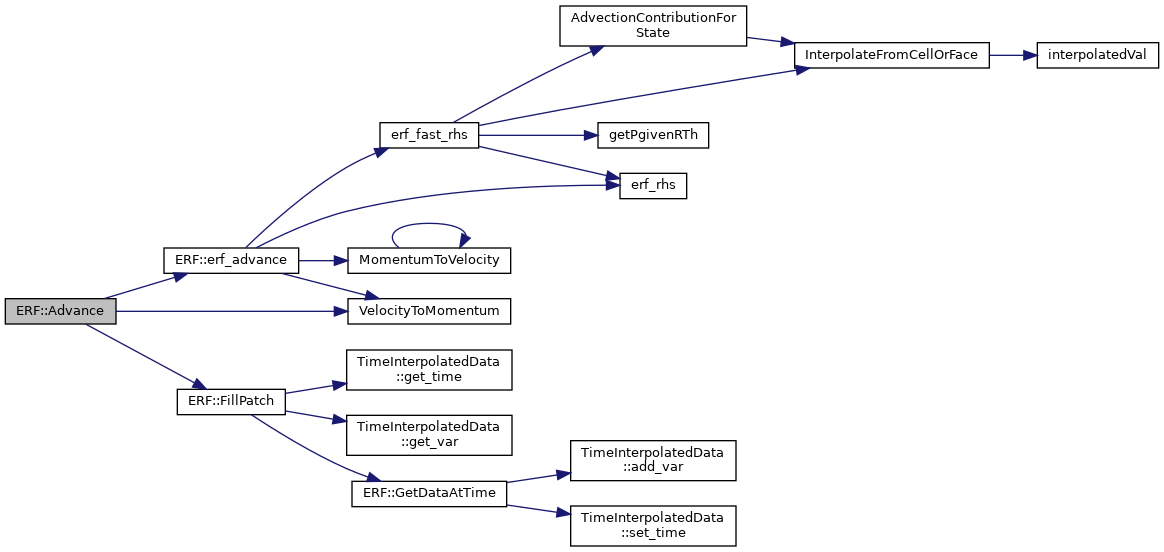 AdvectionContributionFor
State
InterpolateFromCellOrFace
interpolatedVal
erf_fast_rhs
getPgivenRTh
erf_rhs
ERF::erf_advance
MomentumToVelocity
ERF::Advance
VelocityToMomentum
TimeInterpolatedData
::get_time
ERF::FillPatch
TimeInterpolatedData
::get_var
TimeInterpolatedData
::add_var
ERF::GetDataAtTime
TimeInterpolatedData
::set_time